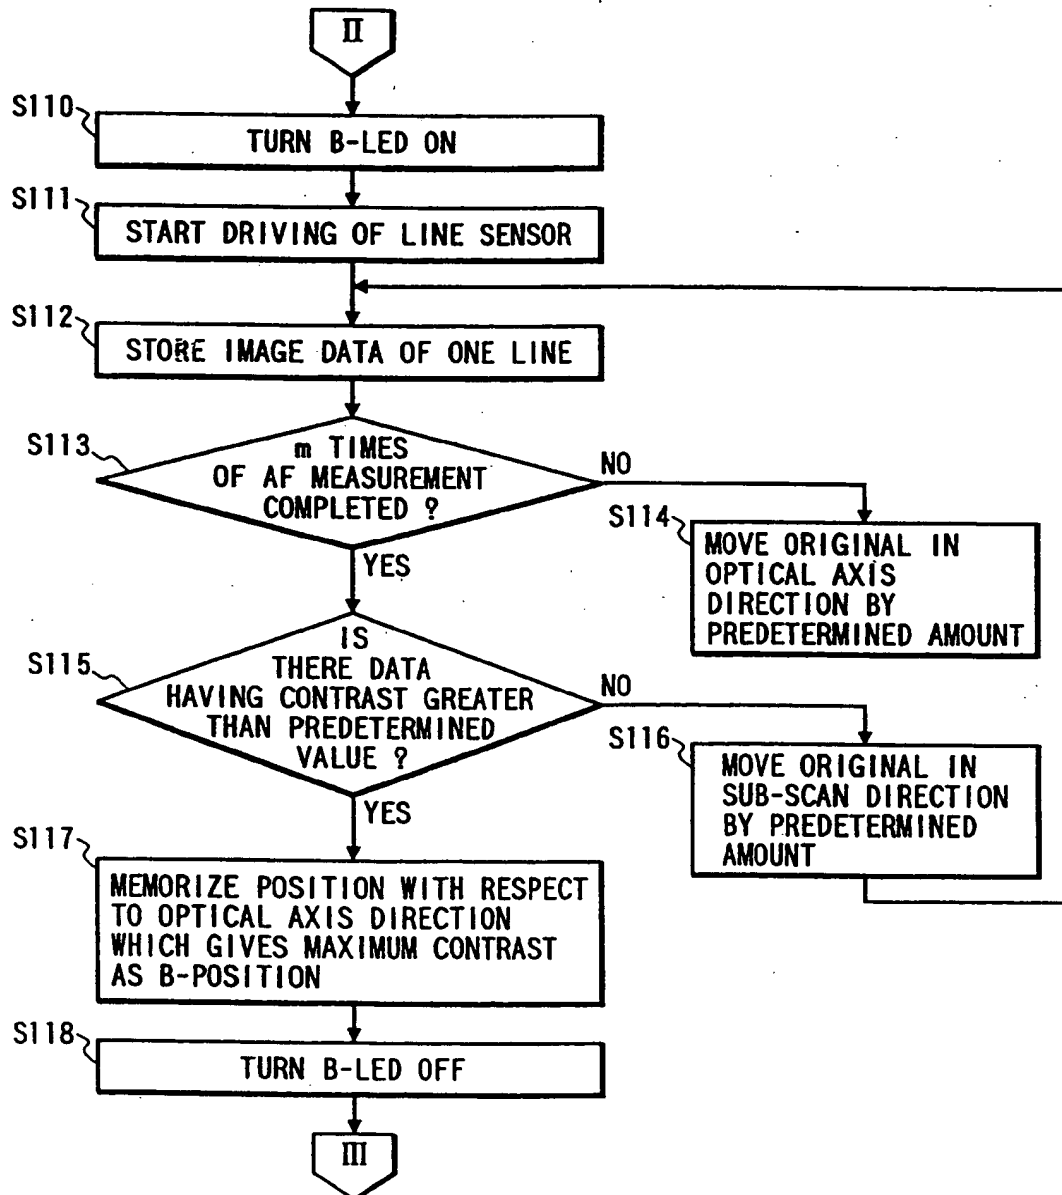 II
S110
TURN B-LED ON
S111
START DRIVING OF LINE SENSOR
S112
STORE IMAGE DATA OF ONE LINE
S113
m TIMES
OF AF MEASUREMENT
COMPLETED ?
NO
YES
S114
MOVE ORIGINAL IN
OPTICAL AXIS
DIRECTION BY
PREDETERMINED AMOUNT
S115
IS
THERE DATA
HAVING CONTRAST GREATER
THAN PREDETERMINED
VALUE ?
NO
YES
S116
MOVE ORIGINAL IN
SUB-SCAN DIRECTION
BY PREDETERMINED
AMOUNT
S117
MEMORIZE POSITION WITH RESPECT
TO OPTICAL AXIS DIRECTION
WHICH GIVES MAXIMUM CONTRAST
AS B-POSITION
S118
TURN B-LED OFF
III